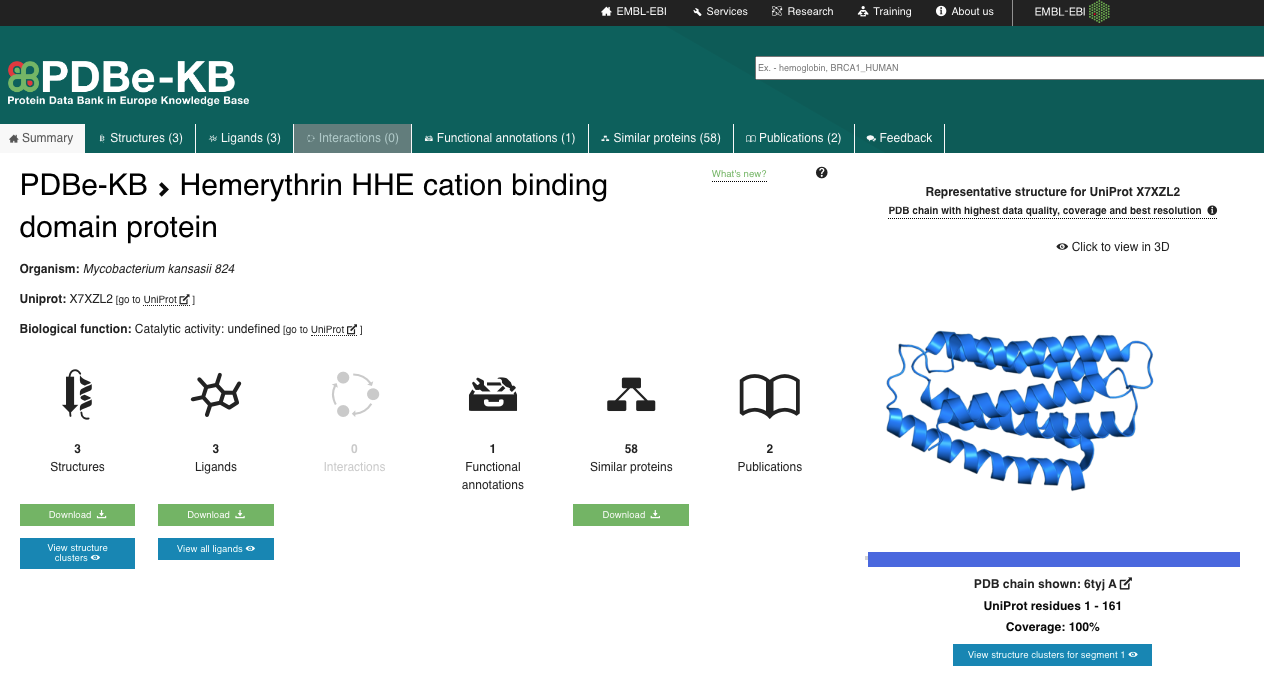 EMBL-EBI Services Research Training About us EMBL-EBI
PDBe-KB
Protein Data Bank in Europe Knowledge Base
Ex. - hemoglobin, BRCA1_HUMAN
Summary Structures (3) Ligands (3) Interactions (0) Functional annotations (1) Similar proteins (58) Publications (2) Feedback
PDBe-KB › Hemerythrin HHE cation binding
domain protein
What's new?
Organism: Mycobacterium kansasii 824
Uniprot: X7XZL2 [go to UniProt ]
Biological function: Catalytic activity: undefined [go to UniProt ]
3
Structures
Download
View structure
clusters
3
Ligands
Download
View all ligands
0
Interactions
1
Functional
annotations
58
Similar proteins
Download
2
Publications
Representative structure for UniProt X7XZL2
PDB chain with highest data quality, coverage and best resolution
Click to view in 3D
PDB chain shown: 6tyj A
UniProt residues 1 - 161
Coverage: 100%
View structure clusters for segment 1